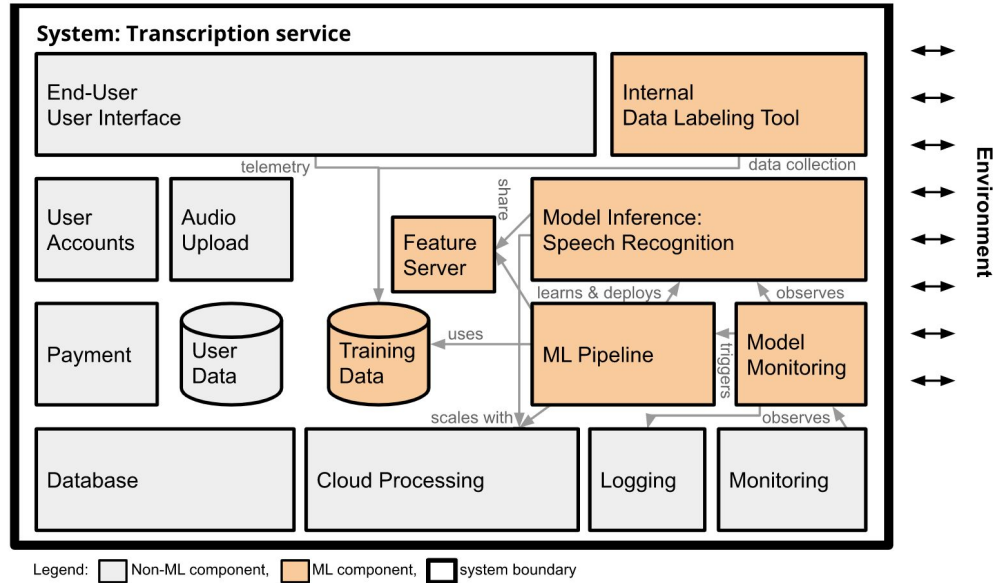 System: Transcription service
End-User
User Interface
Internal
Data Labeling Tool
telemetry
data collection
User
Accounts
Audio
Upload
Feature
Server
share
Model Inference:
Speech Recognition
learns & deploys
observes
Payment
User
Data
Training
Data
uses
ML Pipeline
triggers
Model
Monitoring
scales with
observes
Database
Cloud Processing
Logging
Monitoring
Environment
Legend: Non-ML component, ML component, system boundary